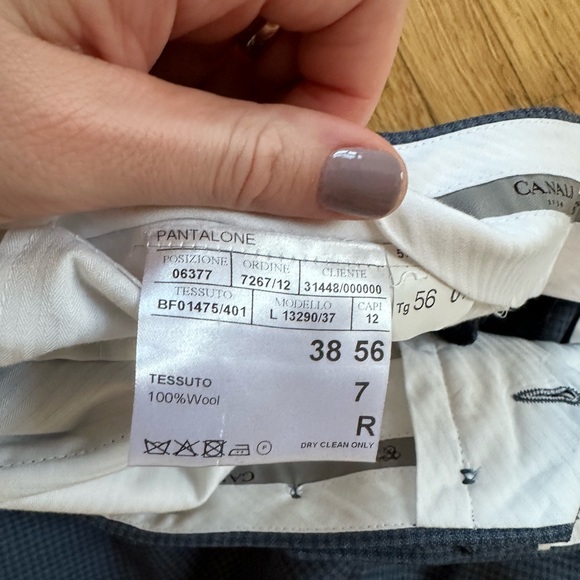 CANALI
PANTALONE
POSIZIONE ORDINE CLIENTE
06377 7267/12 31448/000000
TESSUTO MODELLO CAPI
BF01475/401 L 13290/37 12
Tg 56
38 56
TESSUTO 7
100%Wool
R
P
DRY CLEAN ONLY